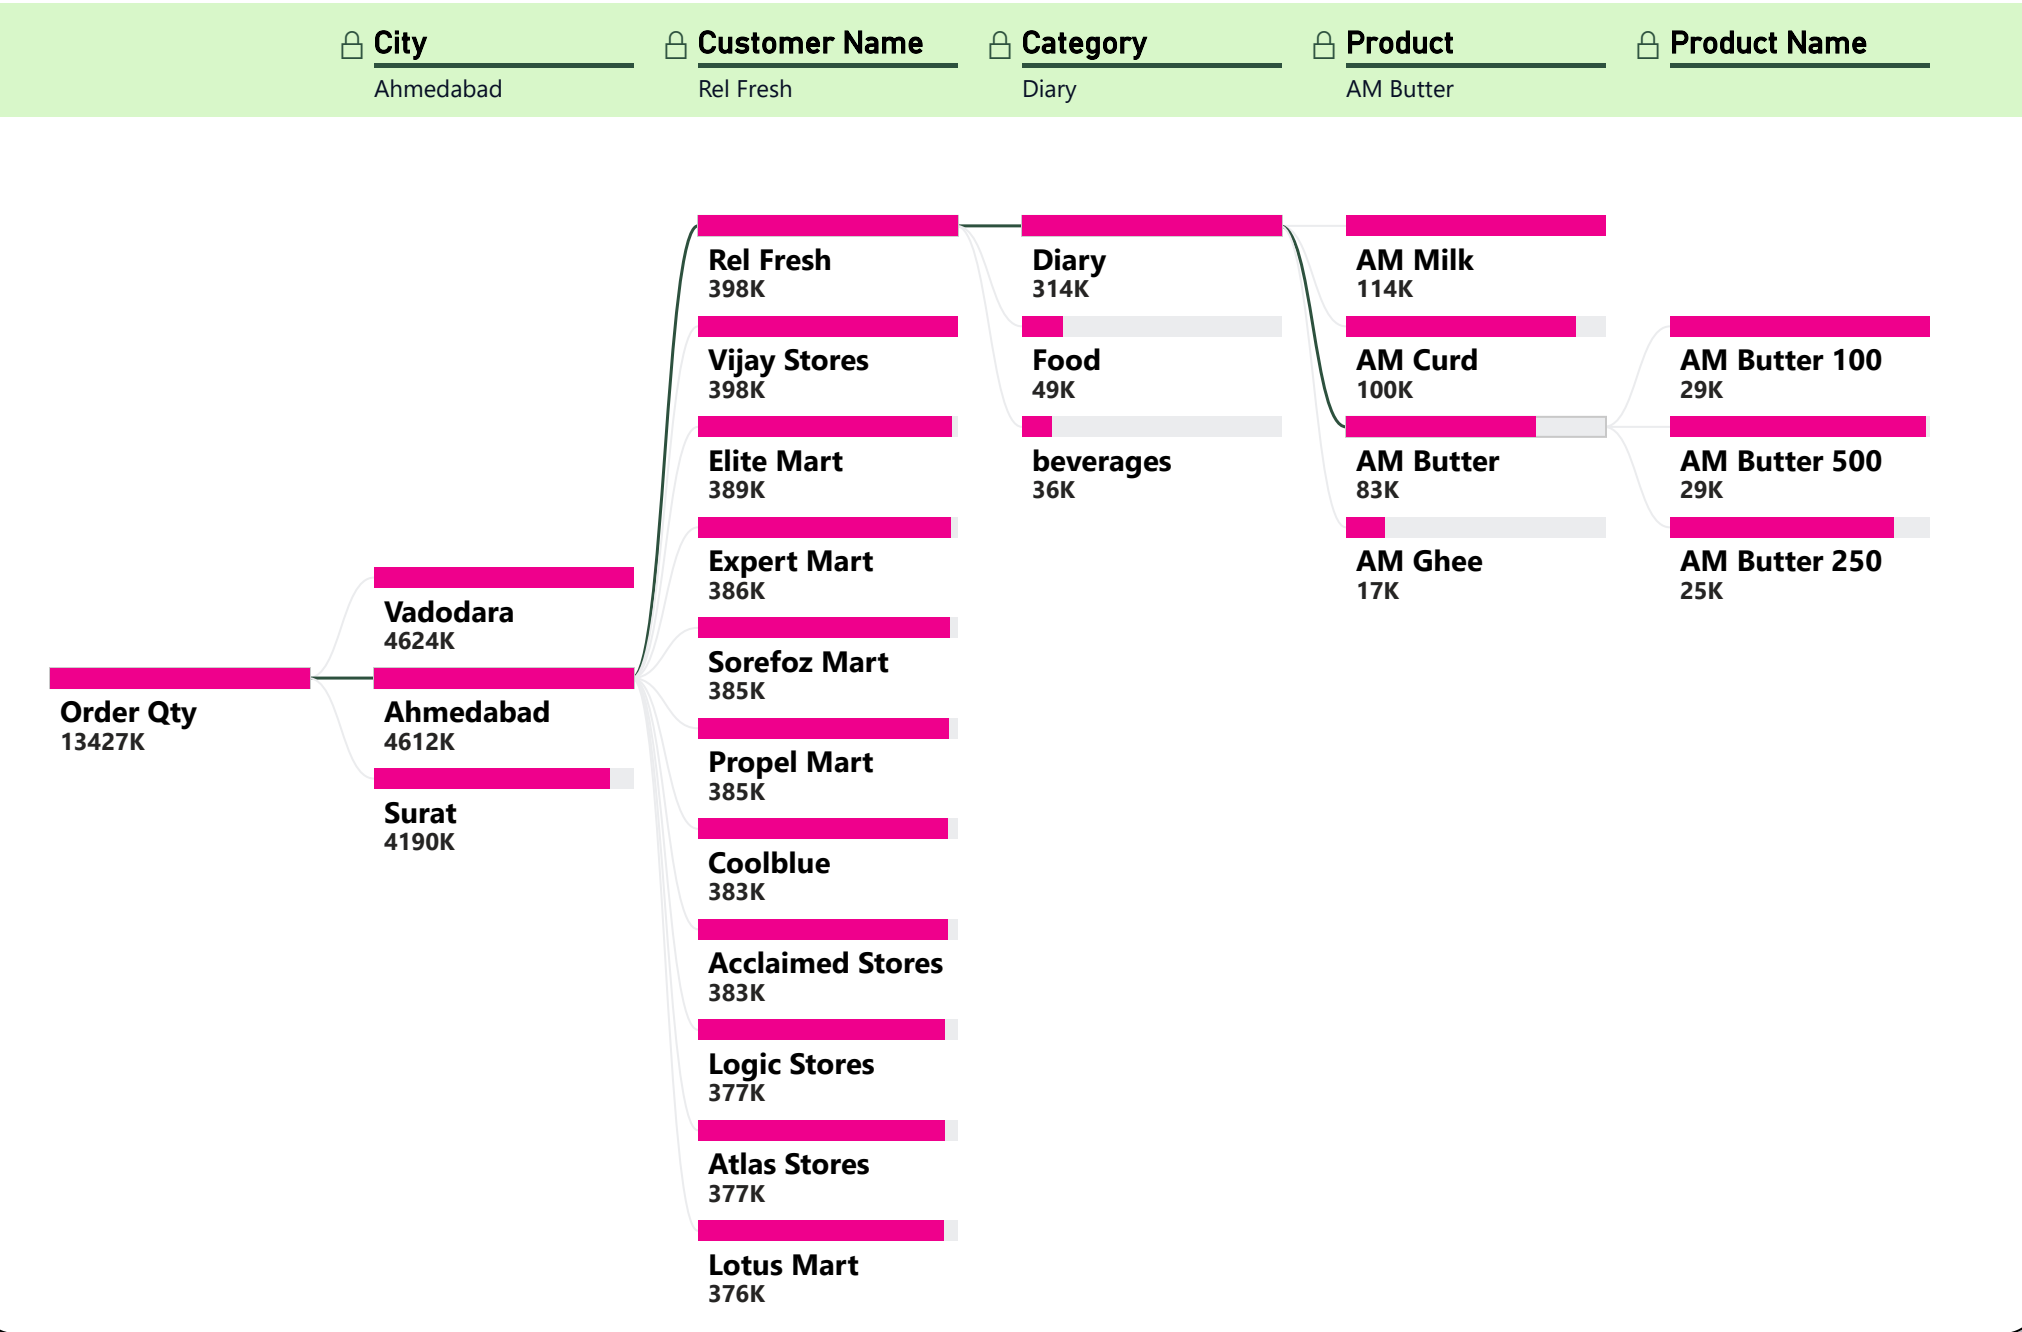 City
Customer Name
Category
Product
Product Name
Ahmedabad
Rel Fresh
Diary
AM Butter
Order Qty
13427K
Vadodara
4624K
Ahmedabad
4612K
Surat
4190K
Rel Fresh
398K
Vijay Stores
398K
Elite Mart
389K
Expert Mart
386K
Sorefoz Mart
385K
Propel Mart
385K
Coolblue
383K
Acclaimed Stores
383K
Logic Stores
377K
Atlas Stores
377K
Lotus Mart
376K
Diary
314K
Food
49K
beverages
36K
AM Milk
114K
AM Curd
100K
AM Butter
83K
AM Ghee
17K
AM Butter 100
29K
AM Butter 500
29K
AM Butter 250
25K